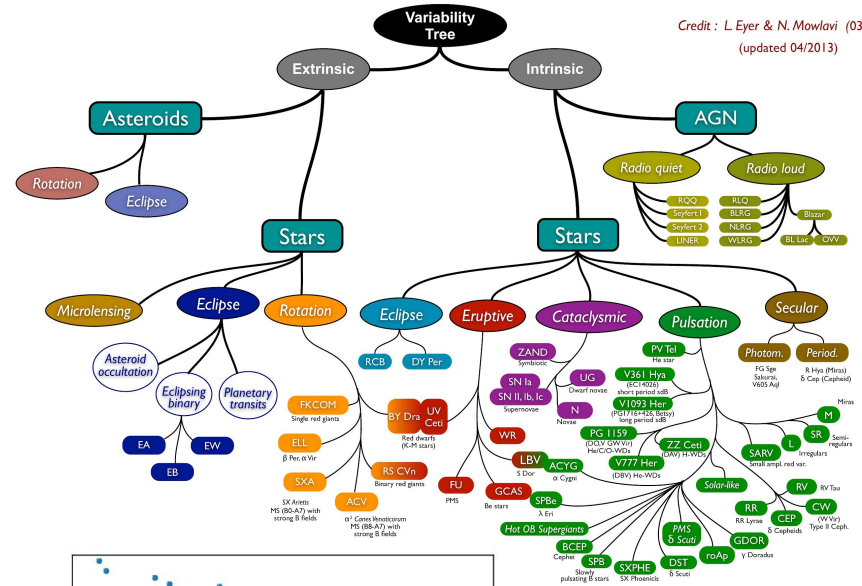 Variability
Tree
Credit : L. Eyer & N. Mowlavi (03
(updated 04/2013)
Extrinsic
Intrinsic
Asteroids
AGN
Rotation
Eclipse
Radio quiet
Radio loud
RQQ
Seyfert I
Seyfert 2
LINER
RLQ
BLRG
NLRG
WLRG
Blazar
BL Lac
OVV
Stars
Stars
Microlensing
Eclipse
Rotation
Eclipse
Eruptive
Cataclysmic
Pulsation
Secular
Asteroid
occultation
Eclipsing
binary
Planetary
transits
EA
EB
EW
FKCOM
Single red giants
ELL
β Per, α Vir
SXA
SX Arietis
MS (B0-A7) with
strong B fields
ACV
α² Canes Venaticorum
MS (B8-A7) with
strong B fields
RS CVn
Binary red giants
BY Dra
UV
Ceti
Red dwarfs
(K-M stars)
RCB
DY Per
WR
LBV
S Dor
FU
PMS
GCAS
Be stars
ZAND
Symbiotic
SN Ia
SN II, Ib, Ic
Supernovae
UG
Dwarf novae
N
Novae
PV Tel
He star
V361 Hya
(EC14026)
short period sdB
V1093 Her
(PG1716+426, Betsy)
long period sdB
PG 1159
(DO,V GW Vir)
He/C/O-WDs
ZZ Ceti
(DAV) H-WDs
V777 Her
(DBV) He-WDs
Solar-like
ACYG
α Cygni
SPBe
λ Eri
Hot OB Supergiants
BCEP
Cephei
SPB
Slowly
pulsating B stars
SXPHE
SX Phoenicis
DST
δ Scuti
PMS
δ Scuti
roAp
GDOR
γ Doradus
Photom.
FG Sge
Sakurai,
V605 Aql
Period.
R Hya (Miras)
δ Cep (Cepheid)
Miras
M
SR
Semi-
regulars
L
Irregulars
SARV
Small ampl. red var.
RV
RV Tau
CW
(W Vir)
Type II Ceph.
RR
RR Lyrae
CEP
δ Cepheids